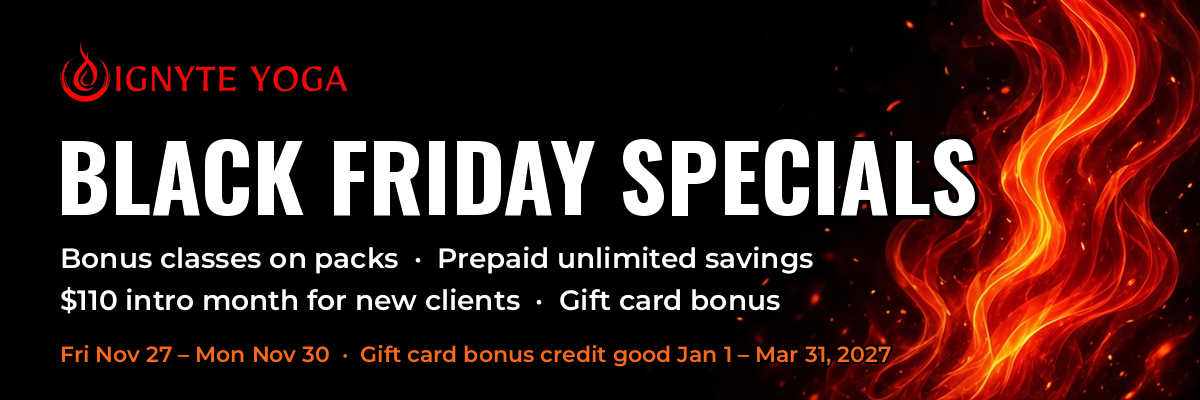 IGNYTE YOGA
BLACK FRIDAY SPECIALS
Bonus classes on packs · Prepaid unlimited savings
$110 intro month for new clients · Gift card bonus
Fri Nov 27 – Mon Nov 30 · Gift card bonus credit good Jan 1 – Mar 31, 2027